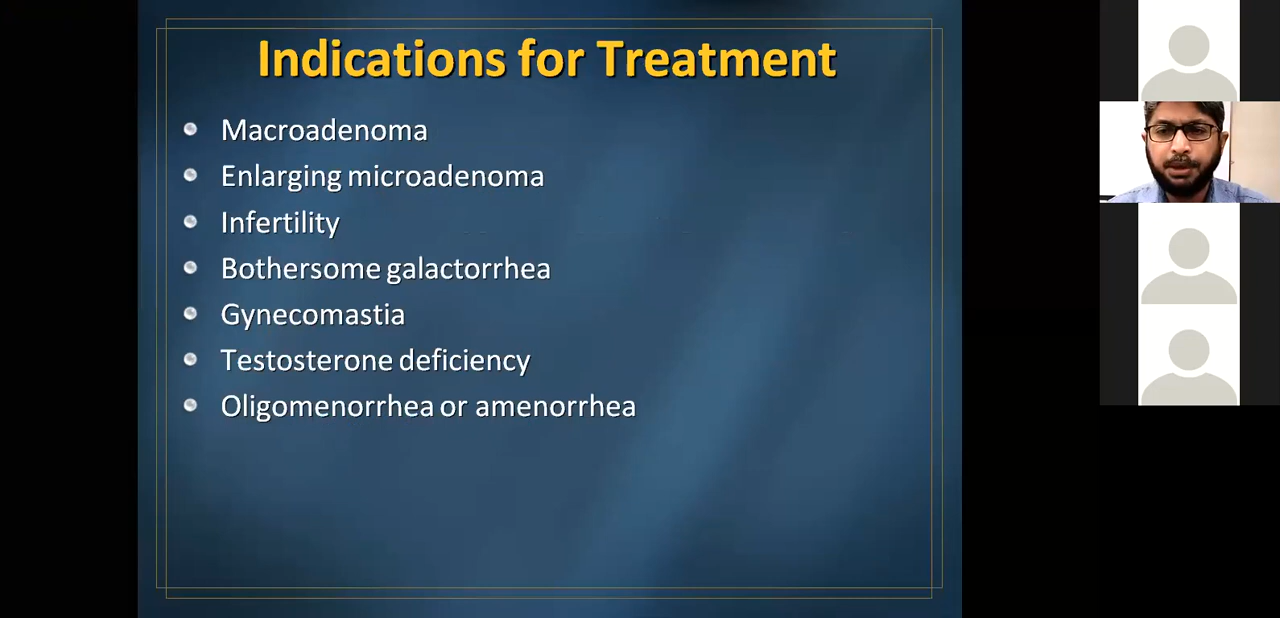 Indications for Treatment
Macroadenoma
Enlarging microadenoma
Infertility
Bothersome galactorrhea
Gynecomastia
Testosterone deficiency
Oligomenorrhea or amenorrhea